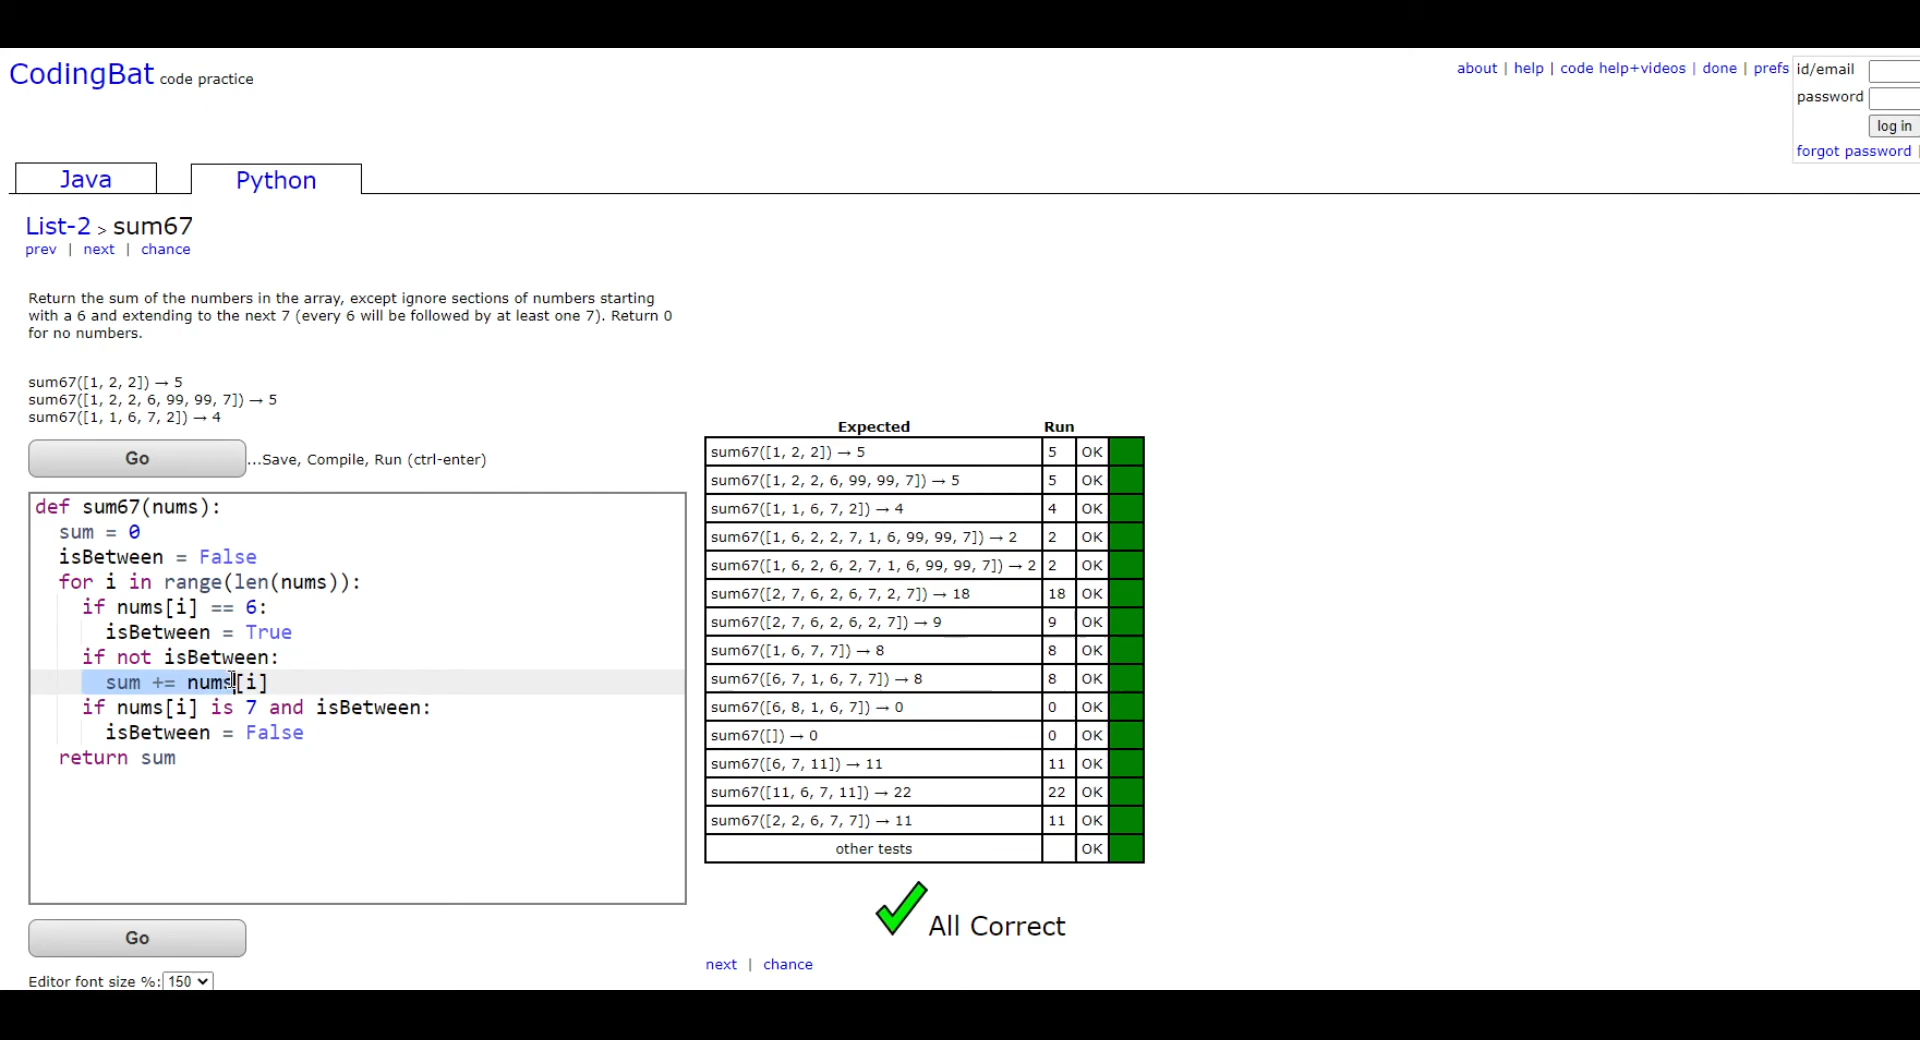 CodingBat code practice
about | help | code help+videos | done | prefs
id/email
password
log in
forgot password |
Java
Python
List-2 > sum67
prev | next | chance
Return the sum of the numbers in the array, except ignore sections of numbers starting
with a 6 and extending to the next 7 (every 6 will be followed by at least one 7). Return 0
for no numbers.
sum67([1, 2, 2]) → 5
sum67([1, 2, 2, 6, 99, 99, 7]) → 5
sum67([1, 1, 6, 7, 2]) → 4
Go
...Save, Compile, Run (ctrl-enter)
def sum67(nums):
sum = 0
isBetween = False
for i in range(len(nums)):
if nums[i] == 6:
isBetween = True
if not isBetween:
sum += nums[i]
if nums[i] is 7 and isBetween:
isBetween = False
return sum
Go
Editor font size %: 150
Expected Run
sum67([1, 2, 2]) → 5 5 OK
sum67([1, 2, 2, 6, 99, 99, 7]) → 5 5 OK
sum67([1, 1, 6, 7, 2]) → 4 4 OK
sum67([1, 6, 2, 2, 7, 1, 6, 99, 99, 7]) → 2 2 OK
sum67([1, 6, 2, 6, 2, 7, 1, 6, 99, 99, 7]) → 2 2 OK
sum67([2, 7, 6, 2, 6, 7, 2, 7]) → 18 18 OK
sum67([2, 7, 6, 2, 6, 2, 7]) → 9 9 OK
sum67([1, 6, 7, 7]) → 8 8 OK
sum67([6, 7, 1, 6, 7, 7]) → 8 8 OK
sum67([6, 8, 1, 6, 7]) → 0 0 OK
sum67([]) → 0 0 OK
sum67([6, 7, 11]) → 11 11 OK
sum67([11, 6, 7, 11]) → 22 22 OK
sum67([2, 2, 6, 7, 7]) → 11 11 OK
other tests OK
All Correct
next | chance